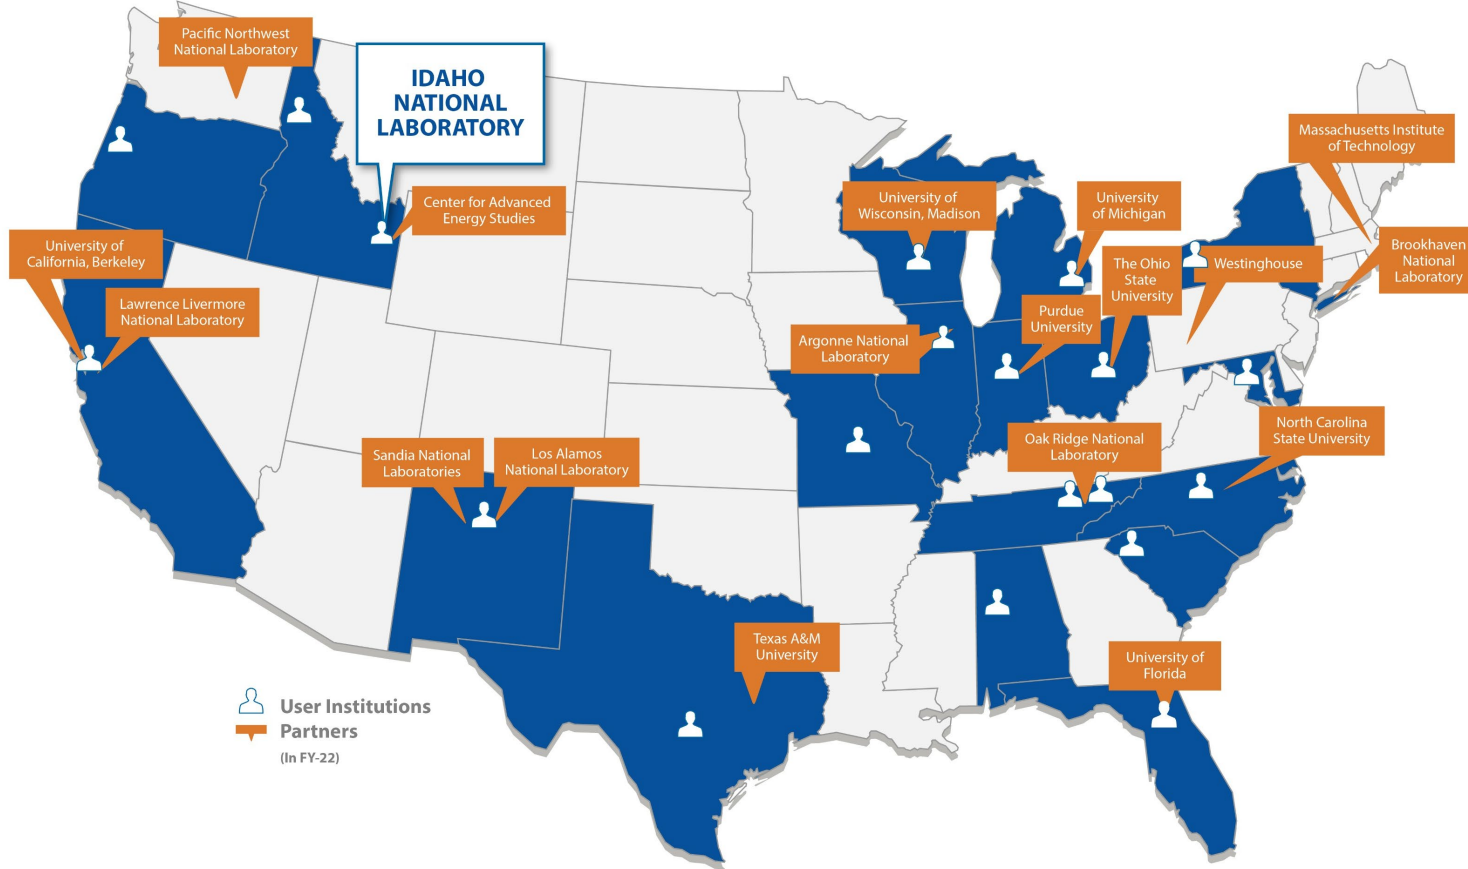 Pacific Northwest
National Laboratory
IDAHO
NATIONAL
LABORATORY
Center for Advanced
Energy Studies
University of
California, Berkeley
Lawrence Livermore
National Laboratory
University of
Wisconsin, Madison
University
of Michigan
Massachusetts Institute
of Technology
The Ohio
State
University
Westinghouse
Brookhaven
National
Laboratory
Purdue
University
Argonne National
Laboratory
North Carolina
State University
Oak Ridge National
Laboratory
Sandia National
Laboratories
Los Alamos
National Laboratory
Texas A&M
University
University of
Florida
User Institutions
Partners
(In FY-22)